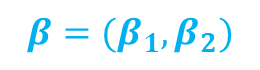 𝜷 = (𝜷₁, 𝜷₂)